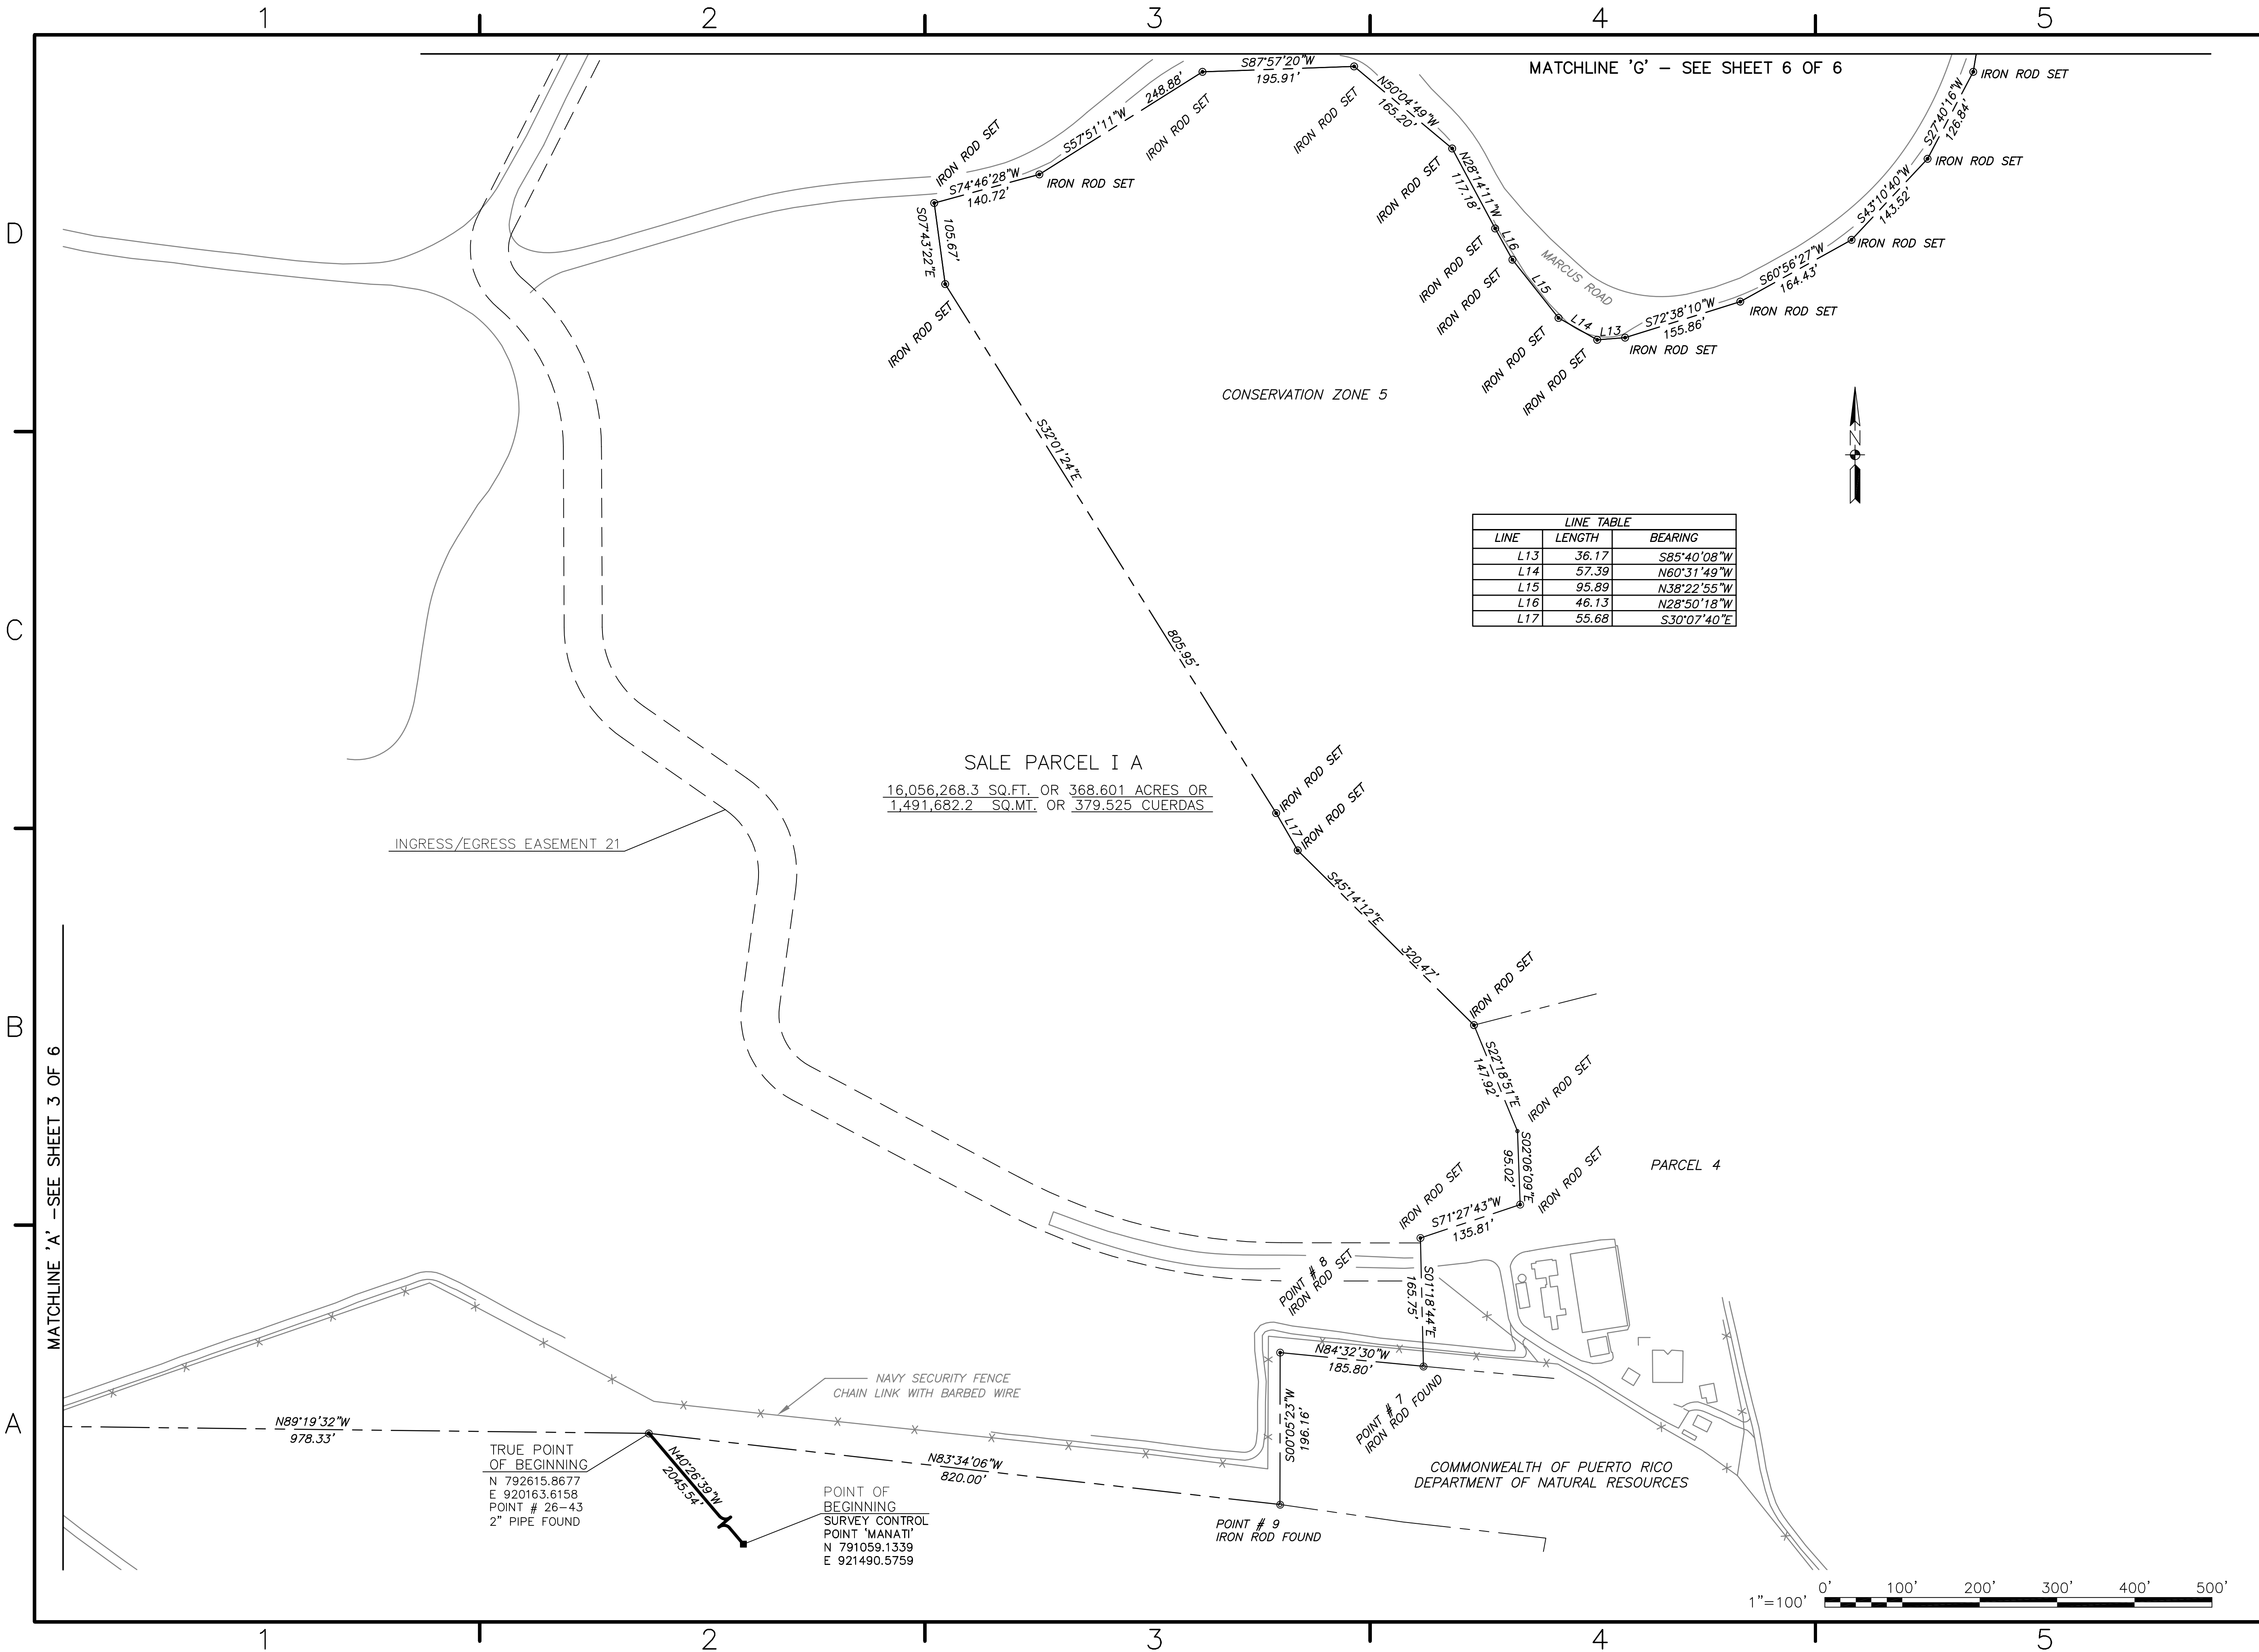 1 2 3 4 5
MATCHLINE 'G' – SEE SHEET 6 OF 6
S87°57'20"W
195.91'
N50°04'49"W
165.20'
IRON ROD SET
S57°51'11"W 248.88'
IRON ROD SET
IRON ROD SET
IRON ROD SET
S74°46'28"W
140.72'
IRON ROD SET
S07°43'22"E
105.67'
IRON ROD SET
N28°14'11"W
117.18'
IRON ROD SET
L16
IRON ROD SET
IRON ROD SET
L15
MARCUS ROAD
L14
L13
IRON ROD SET
IRON ROD SET
S72°38'10"W
155.86'
IRON ROD SET
S60°56'27"W
164.43'
IRON ROD SET
S43°10'40"W
143.52'
IRON ROD SET
S27°40'16"W
126.84'
IRON ROD SET
IRON ROD SET
D
CONSERVATION ZONE 5
N
S32°01'24"E
805.95'
LINE TABLE
LINE LENGTH BEARING
L13 36.17 S85°40'08"W
L14 57.39 N60°31'49"W
L15 95.89 N38°22'55"W
L16 46.13 N28°50'18"W
L17 55.68 S30°07'40"E
C
SALE PARCEL I A
16,056,268.3 SQ.FT. OR 368.601 ACRES OR
1,491,682.2 SQ.MT. OR 379.525 CUERDAS
IRON ROD SET
IRON ROD SET
L17
INGRESS/EGRESS EASEMENT 21
S45°14'12"E
320.47'
IRON ROD SET
B
MATCHLINE 'A' –SEE SHEET 3 OF 6
S22°18'51"E
147.92'
IRON ROD SET
S02°06'09"E
95.02'
IRON ROD SET
PARCEL 4
IRON ROD SET
S71°27'43"W
135.81'
POINT # 8
IRON ROD SET
S01°18'44"E
165.75'
N84°32'30"W
185.80'
POINT # 7
IRON ROD FOUND
S00°05'23"W
196.16'
NAVY SECURITY FENCE
CHAIN LINK WITH BARBED WIRE
A
N89°19'32"W
978.33'
TRUE POINT
OF BEGINNING
N 792615.8677
E 920163.6158
POINT # 26–43
2" PIPE FOUND
N40°26'39"W
2045.54'
N83°34'06"W
820.00'
POINT OF
BEGINNING
SURVEY CONTROL
POINT 'MANATI'
N 791059.1339
E 921490.5759
POINT # 9
IRON ROD FOUND
COMMONWEALTH OF PUERTO RICO
DEPARTMENT OF NATURAL RESOURCES
0' 100' 200' 300' 400' 500'
1"=100'
1 2 3 4 5